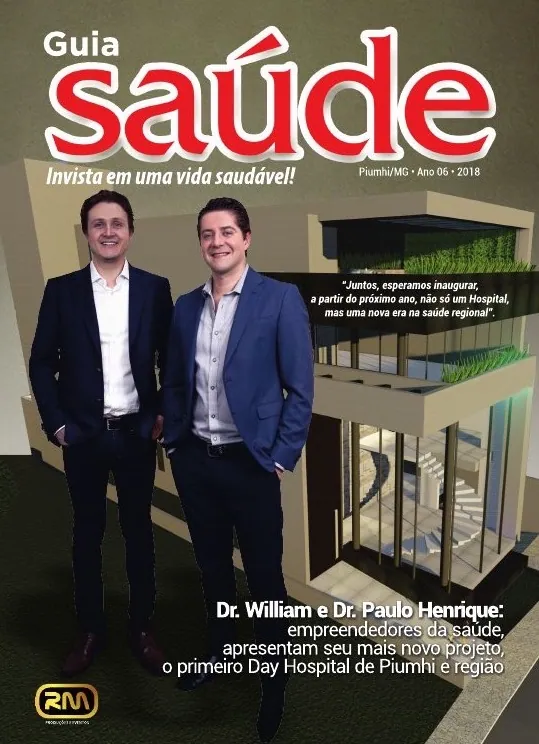 Guia
saúde
Invista em uma vida saudável!
Piumhi/MG • Ano 06 • 2018
"Juntos, esperamos inaugurar,
a partir do próximo ano, não só um Hospital,
mas uma nova era na saúde regional".
Dr. William e Dr. Paulo Henrique:
empreendedores da saúde,
apresentam seu mais novo projeto,
o primeiro Day Hospital de Piumhi e região
RM
PRODUÇÕES E EVENTOS